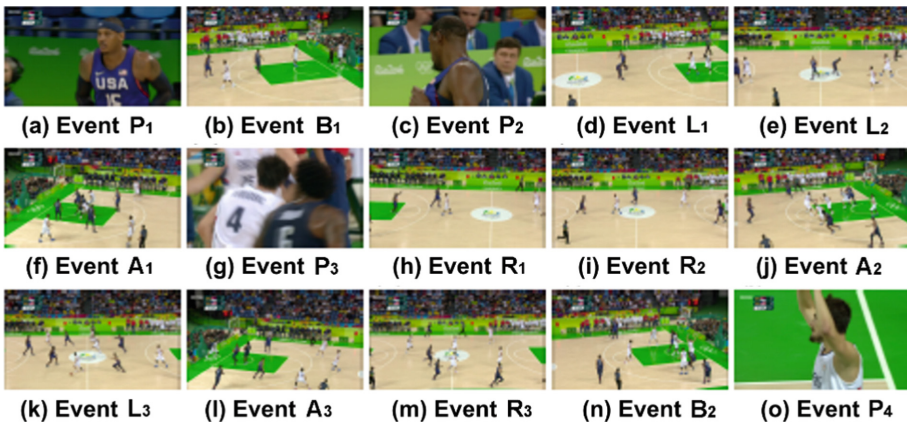 USA
15
(a) Event P1
(b) Event B1
(c) Event P2
(d) Event L1
(e) Event L2
4
(f) Event A1
(g) Event P3
(h) Event R1
(i) Event R2
(j) Event A2
(k) Event L3
(l) Event A3
(m) Event R3
(n) Event B2
(o) Event P4